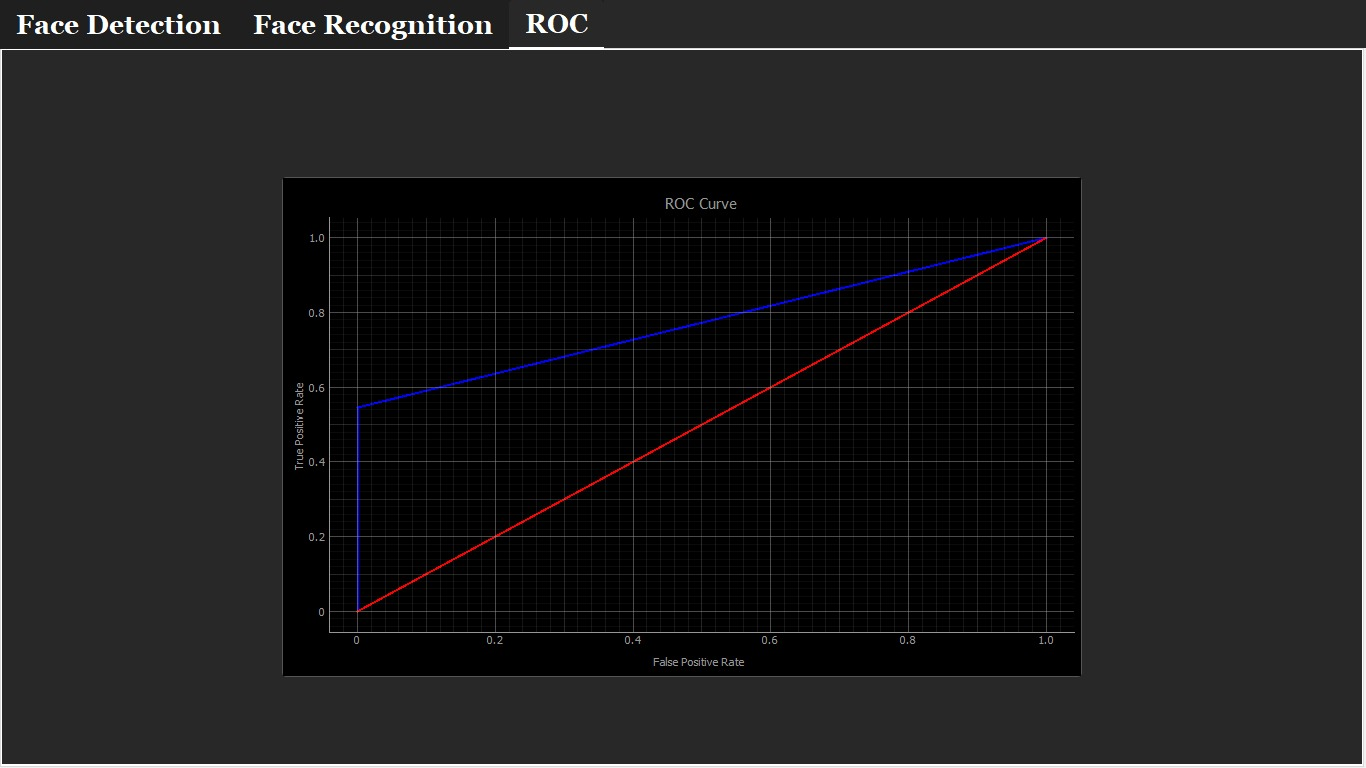 Face Detection Face Recognition ROC
ROC Curve
1.0
0.8
0.6
0.4
0.2
0
True Positive Rate
0 0.2 0.4 0.6 0.8 1.0
False Positive Rate